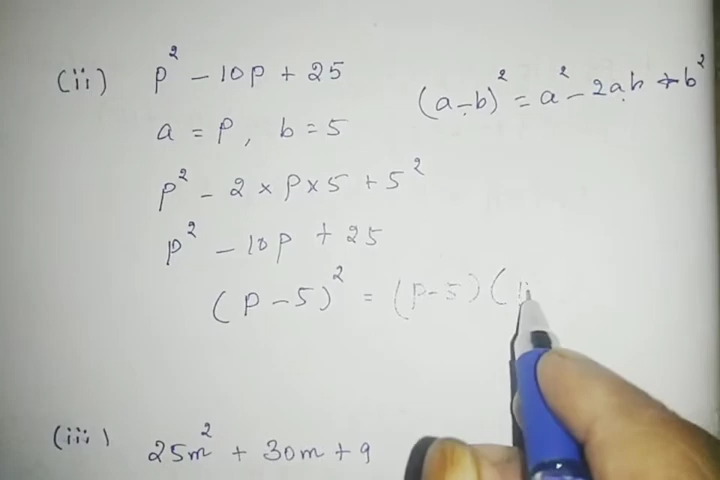 (ii) p² - 10p + 25
(a - b)² = a² - 2ab + b²
a = p, b = 5
p² - 2 × p × 5 + 5²
p² - 10p + 25
(p - 5)² = (p - 5) (
(iii) 25m² + 30m + 9